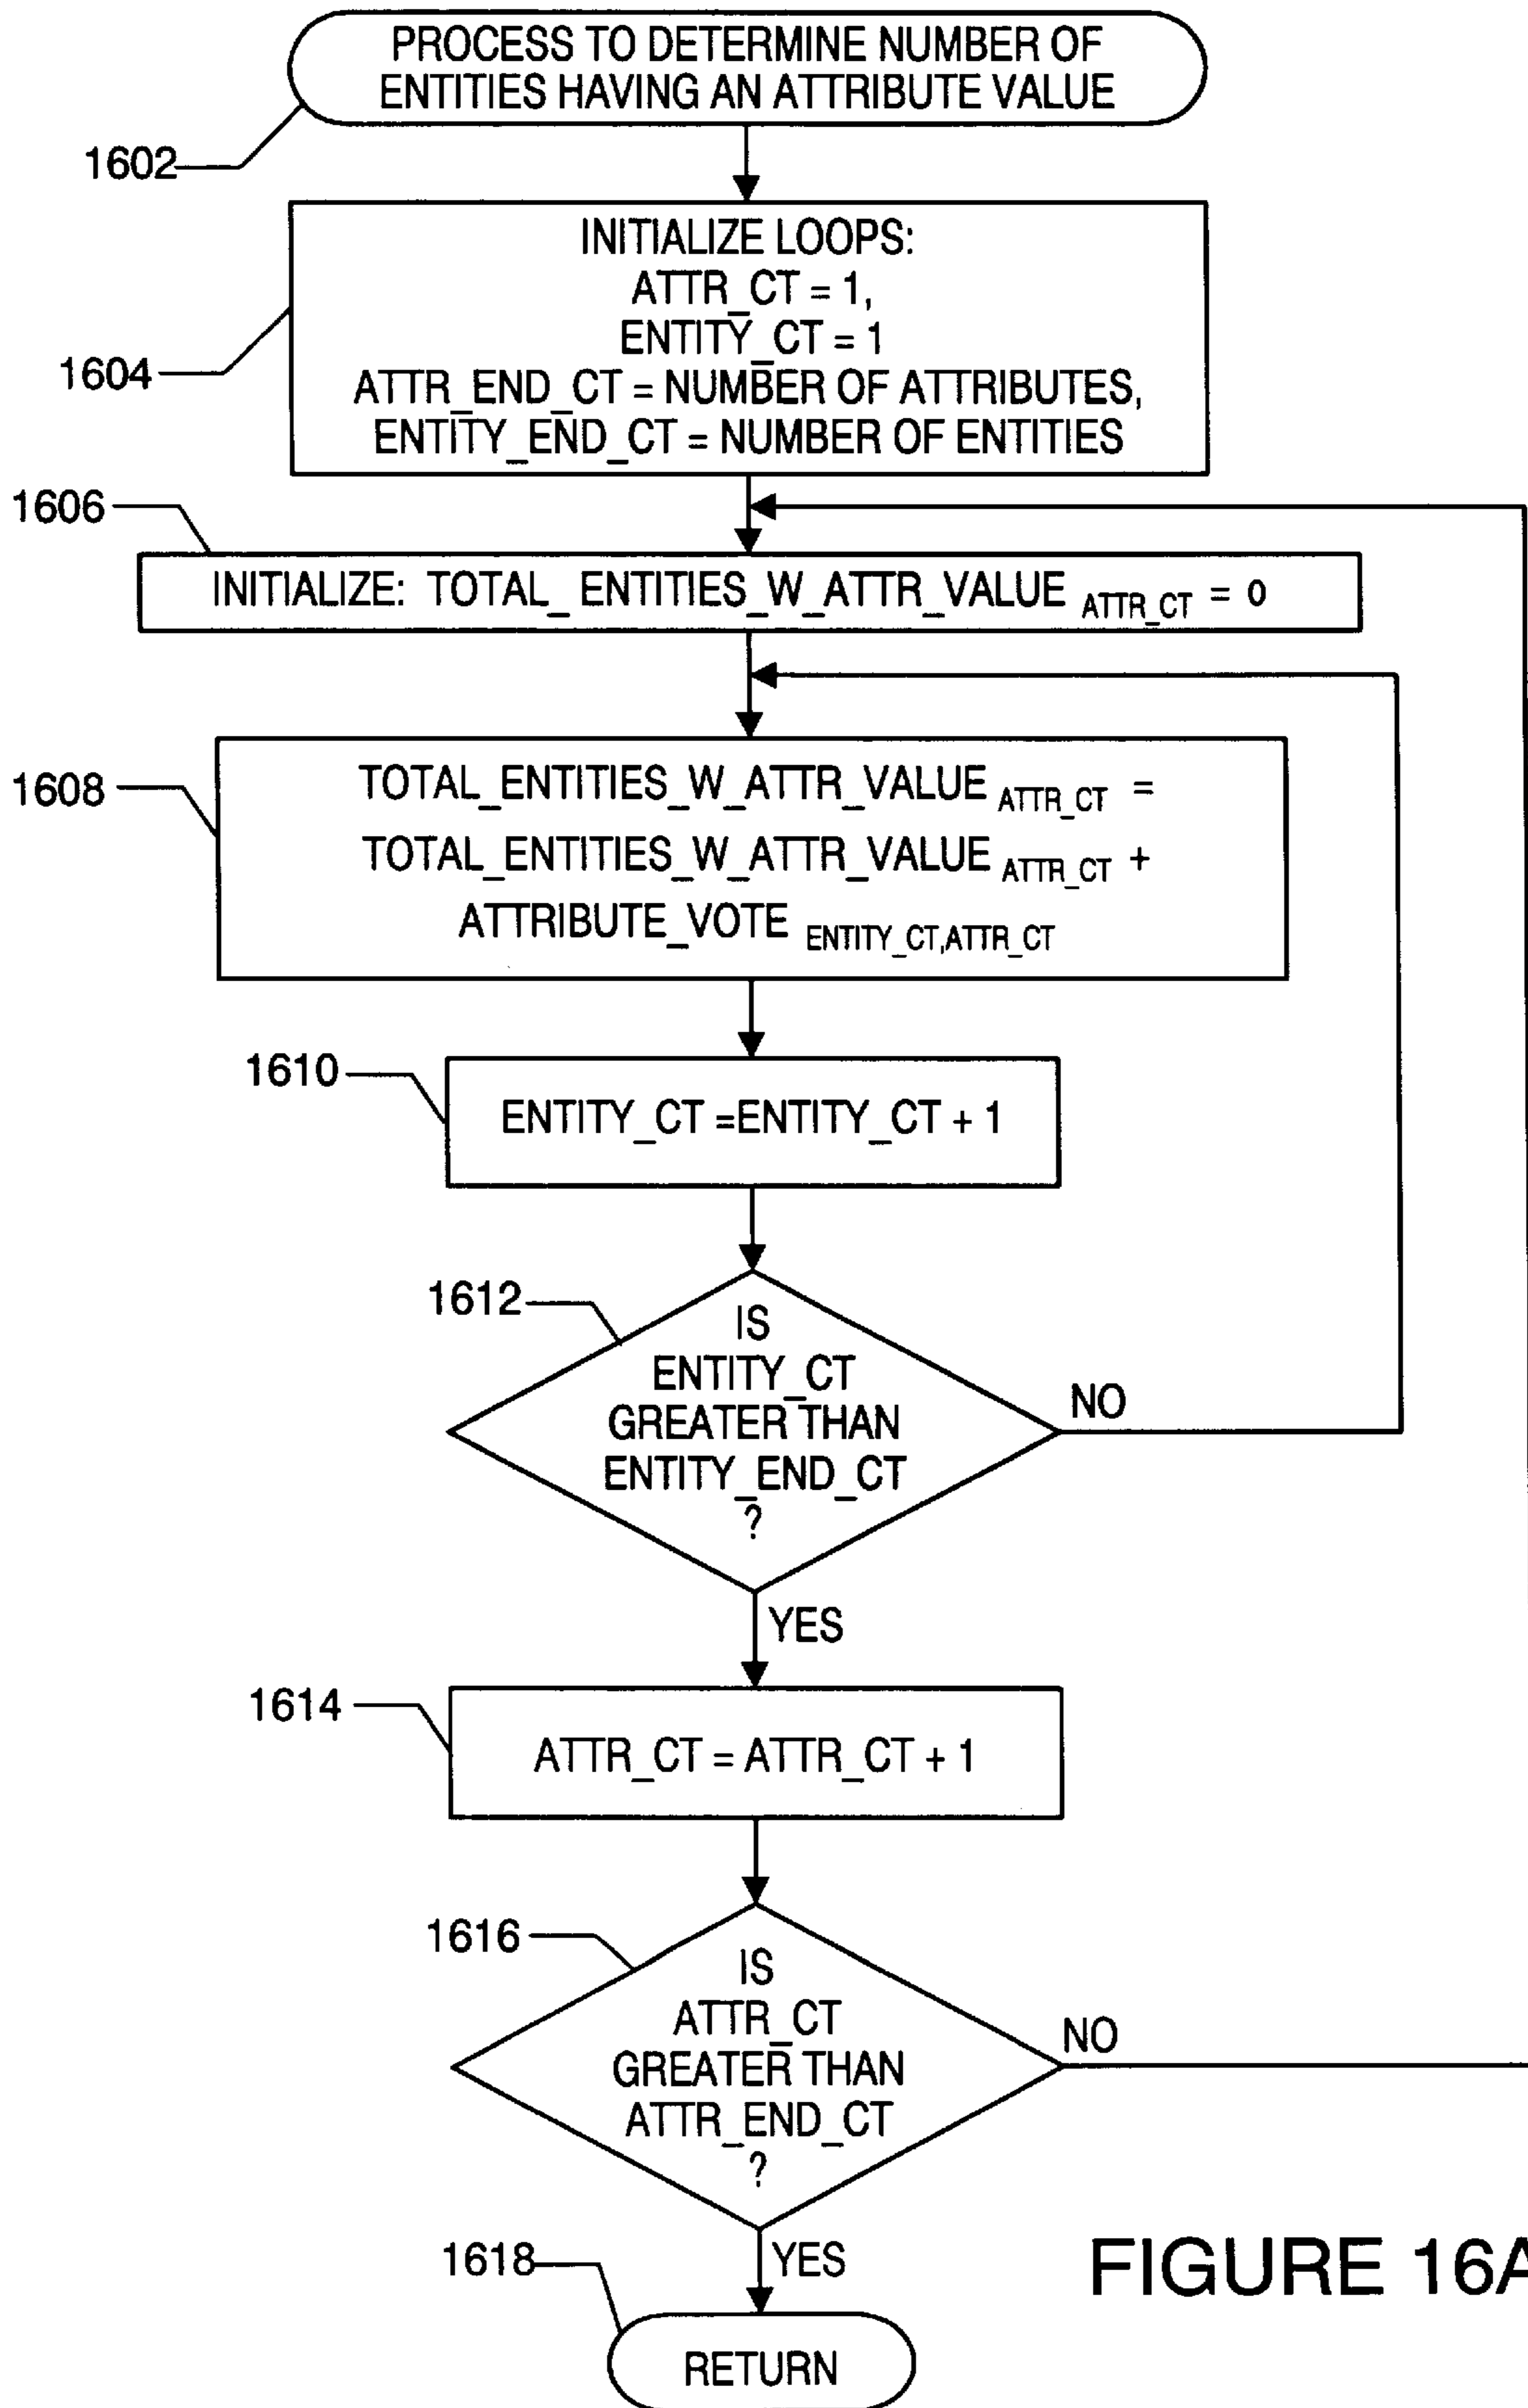 PROCESS TO DETERMINE NUMBER OF
ENTITIES HAVING AN ATTRIBUTE VALUE
1602
INITIALIZE LOOPS:
ATTR_CT = 1,
ENTITY_CT = 1
ATTR_END_CT = NUMBER OF ATTRIBUTES,
ENTITY_END_CT = NUMBER OF ENTITIES
1604
1606
INITIALIZE: TOTAL_ ENTITIES_W_ATTR_VALUE ATTR_CT = 0
1608
TOTAL_ENTITIES_W_ATTR_VALUE ATTR_CT =
TOTAL_ENTITIES_W_ATTR_VALUE ATTR_CT +
ATTRIBUTE_VOTE ENTITY_CT,ATTR_CT
1610
ENTITY_CT =ENTITY_CT + 1
1612
IS
ENTITY_CT
GREATER THAN
ENTITY_END_CT
?
NO
YES
1614
ATTR_CT = ATTR_CT + 1
1616
IS
ATTR_CT
GREATER THAN
ATTR_END_CT
?
NO
YES
1618
RETURN
FIGURE 16A